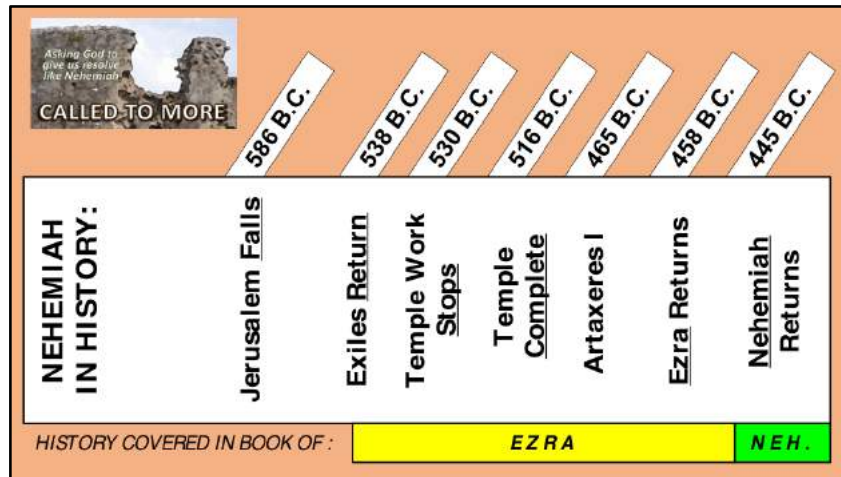 Asking God to
give us resolve
like Nehemiah
CALLED TO MORE
586 B.C.
538 B.C.
530 B.C.
516 B.C.
465 B.C.
458 B.C.
445 B.C.
NEHEMIAH
IN HISTORY:
Jerusalem Falls
Exiles Return
Temple Work
Stops
Temple
Complete
Artaxeres I
Ezra Returns
Nehemiah
Returns
HISTORY COVERED IN BOOK OF :
EZRA
NEH.